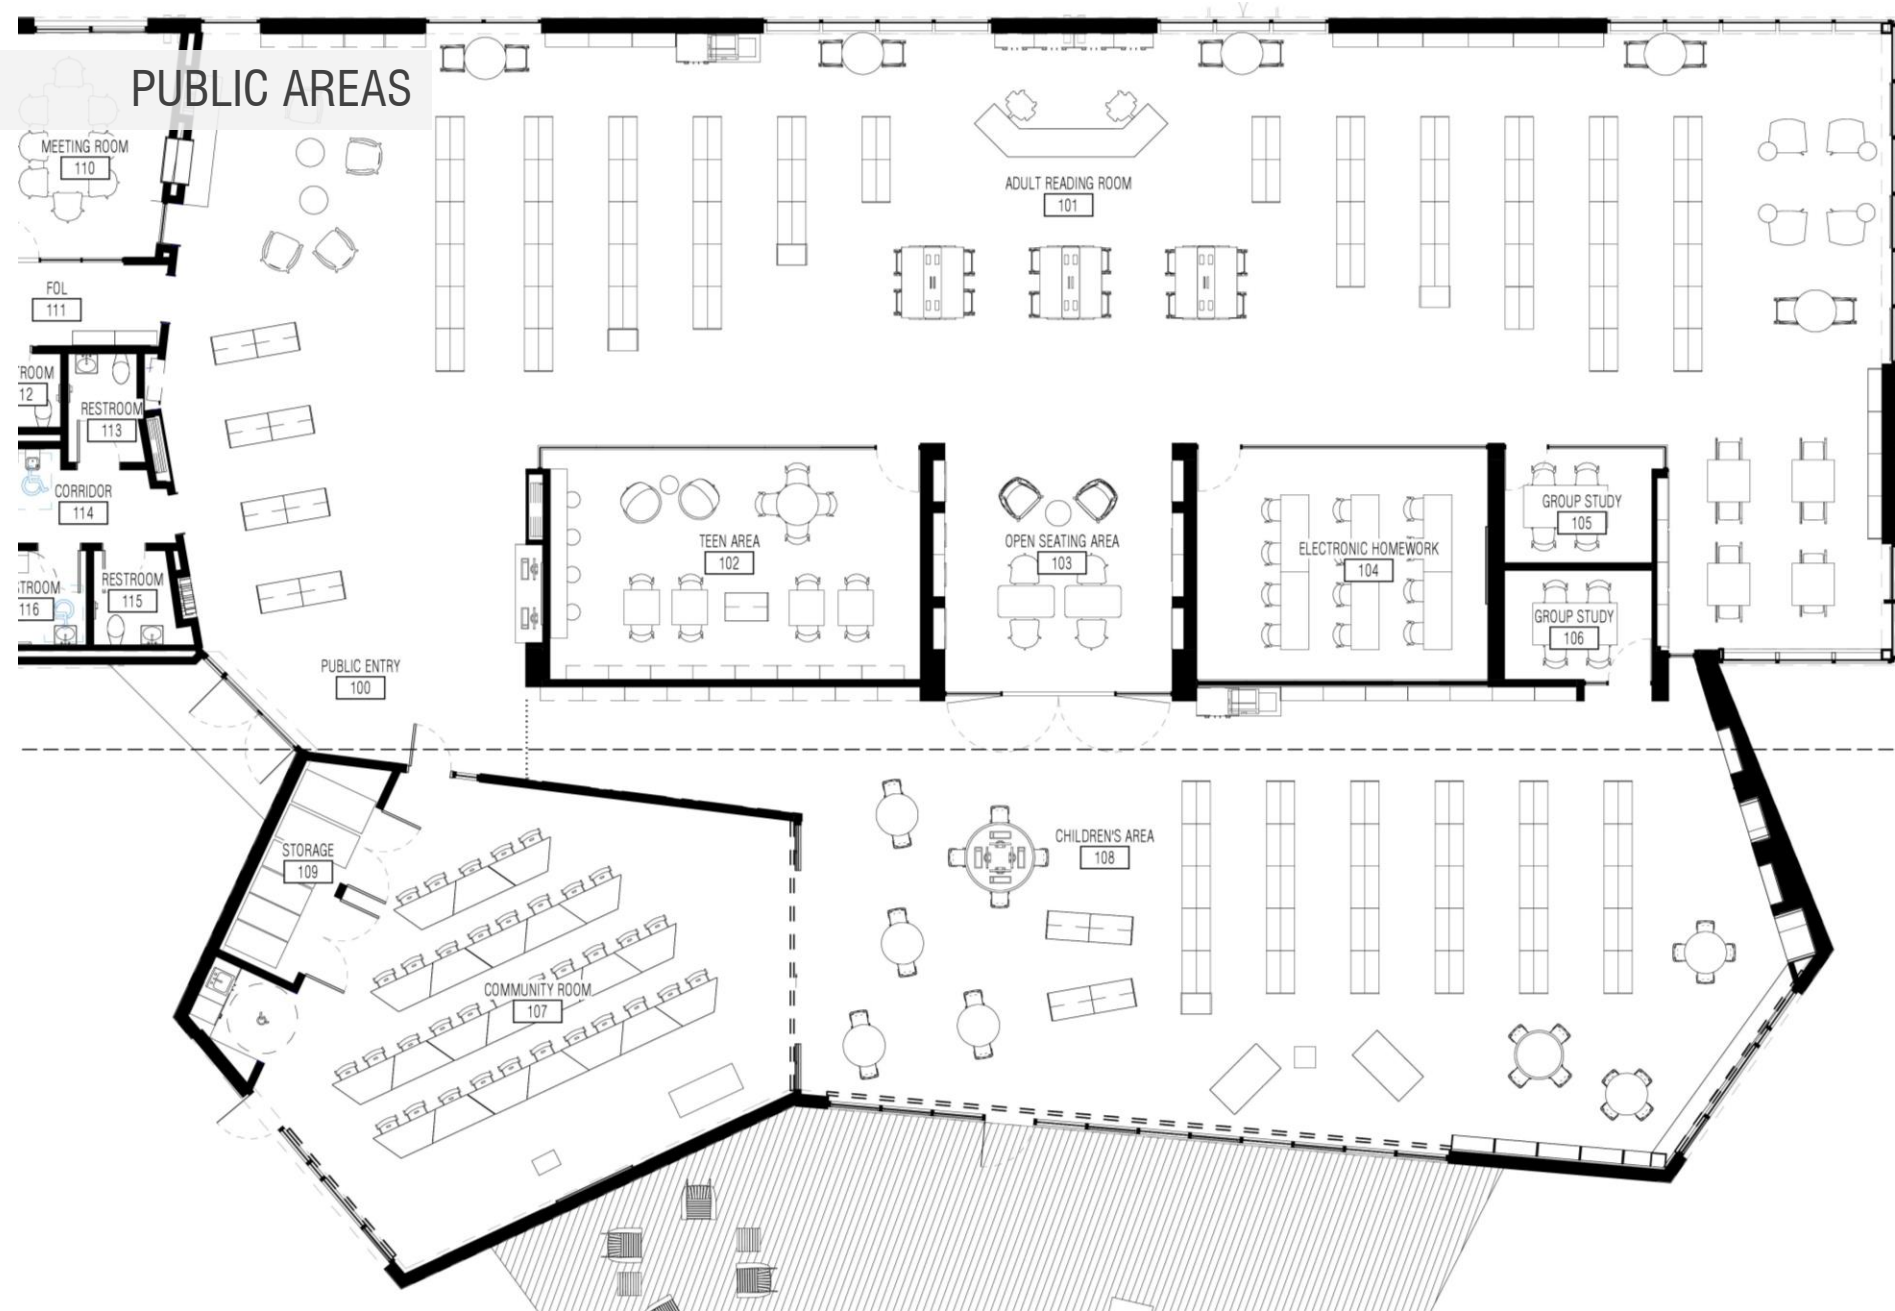 PUBLIC AREAS
MEETING ROOM
110
ADULT READING ROOM
101
FOL
111
ROOM
12
RESTROOM
113
CORRIDOR
114
STROOM
116
RESTROOM
115
PUBLIC ENTRY
100
TEEN AREA
102
OPEN SEATING AREA
103
ELECTRONIC HOMEWORK
104
GROUP STUDY
105
GROUP STUDY
106
STORAGE
109
COMMUNITY ROOM
107
CHILDREN'S AREA
108